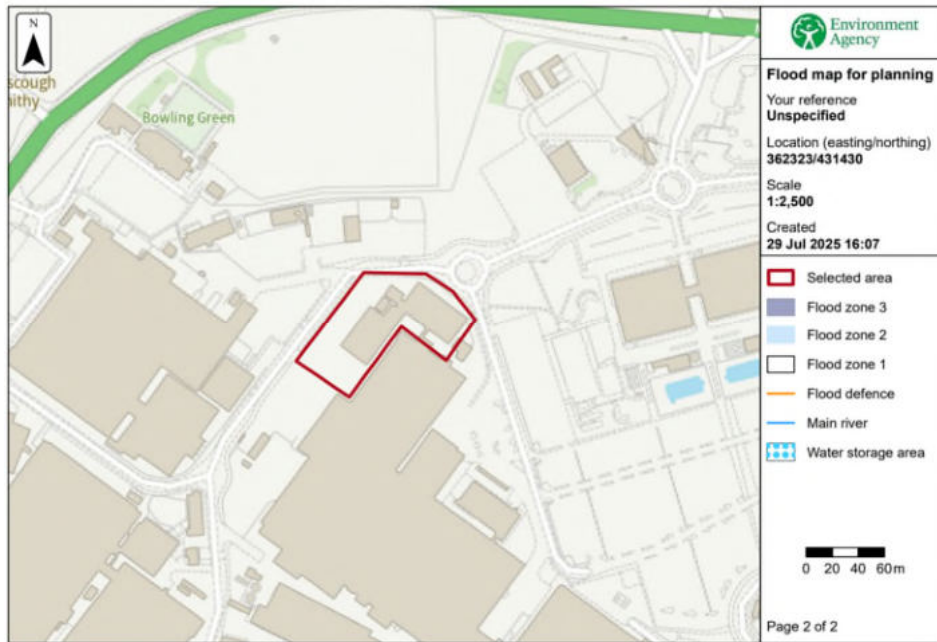 N
scough
ithy
Bowling Green
Environment
Agency
Flood map for planning
Your reference
Unspecified
Location (easting/northing)
362323/431430
Scale
1:2,500
Created
29 Jul 2025 16:07
Selected area
Flood zone 3
Flood zone 2
Flood zone 1
Flood defence
Main river
Water storage area
0 20 40 60m
Page 2 of 2